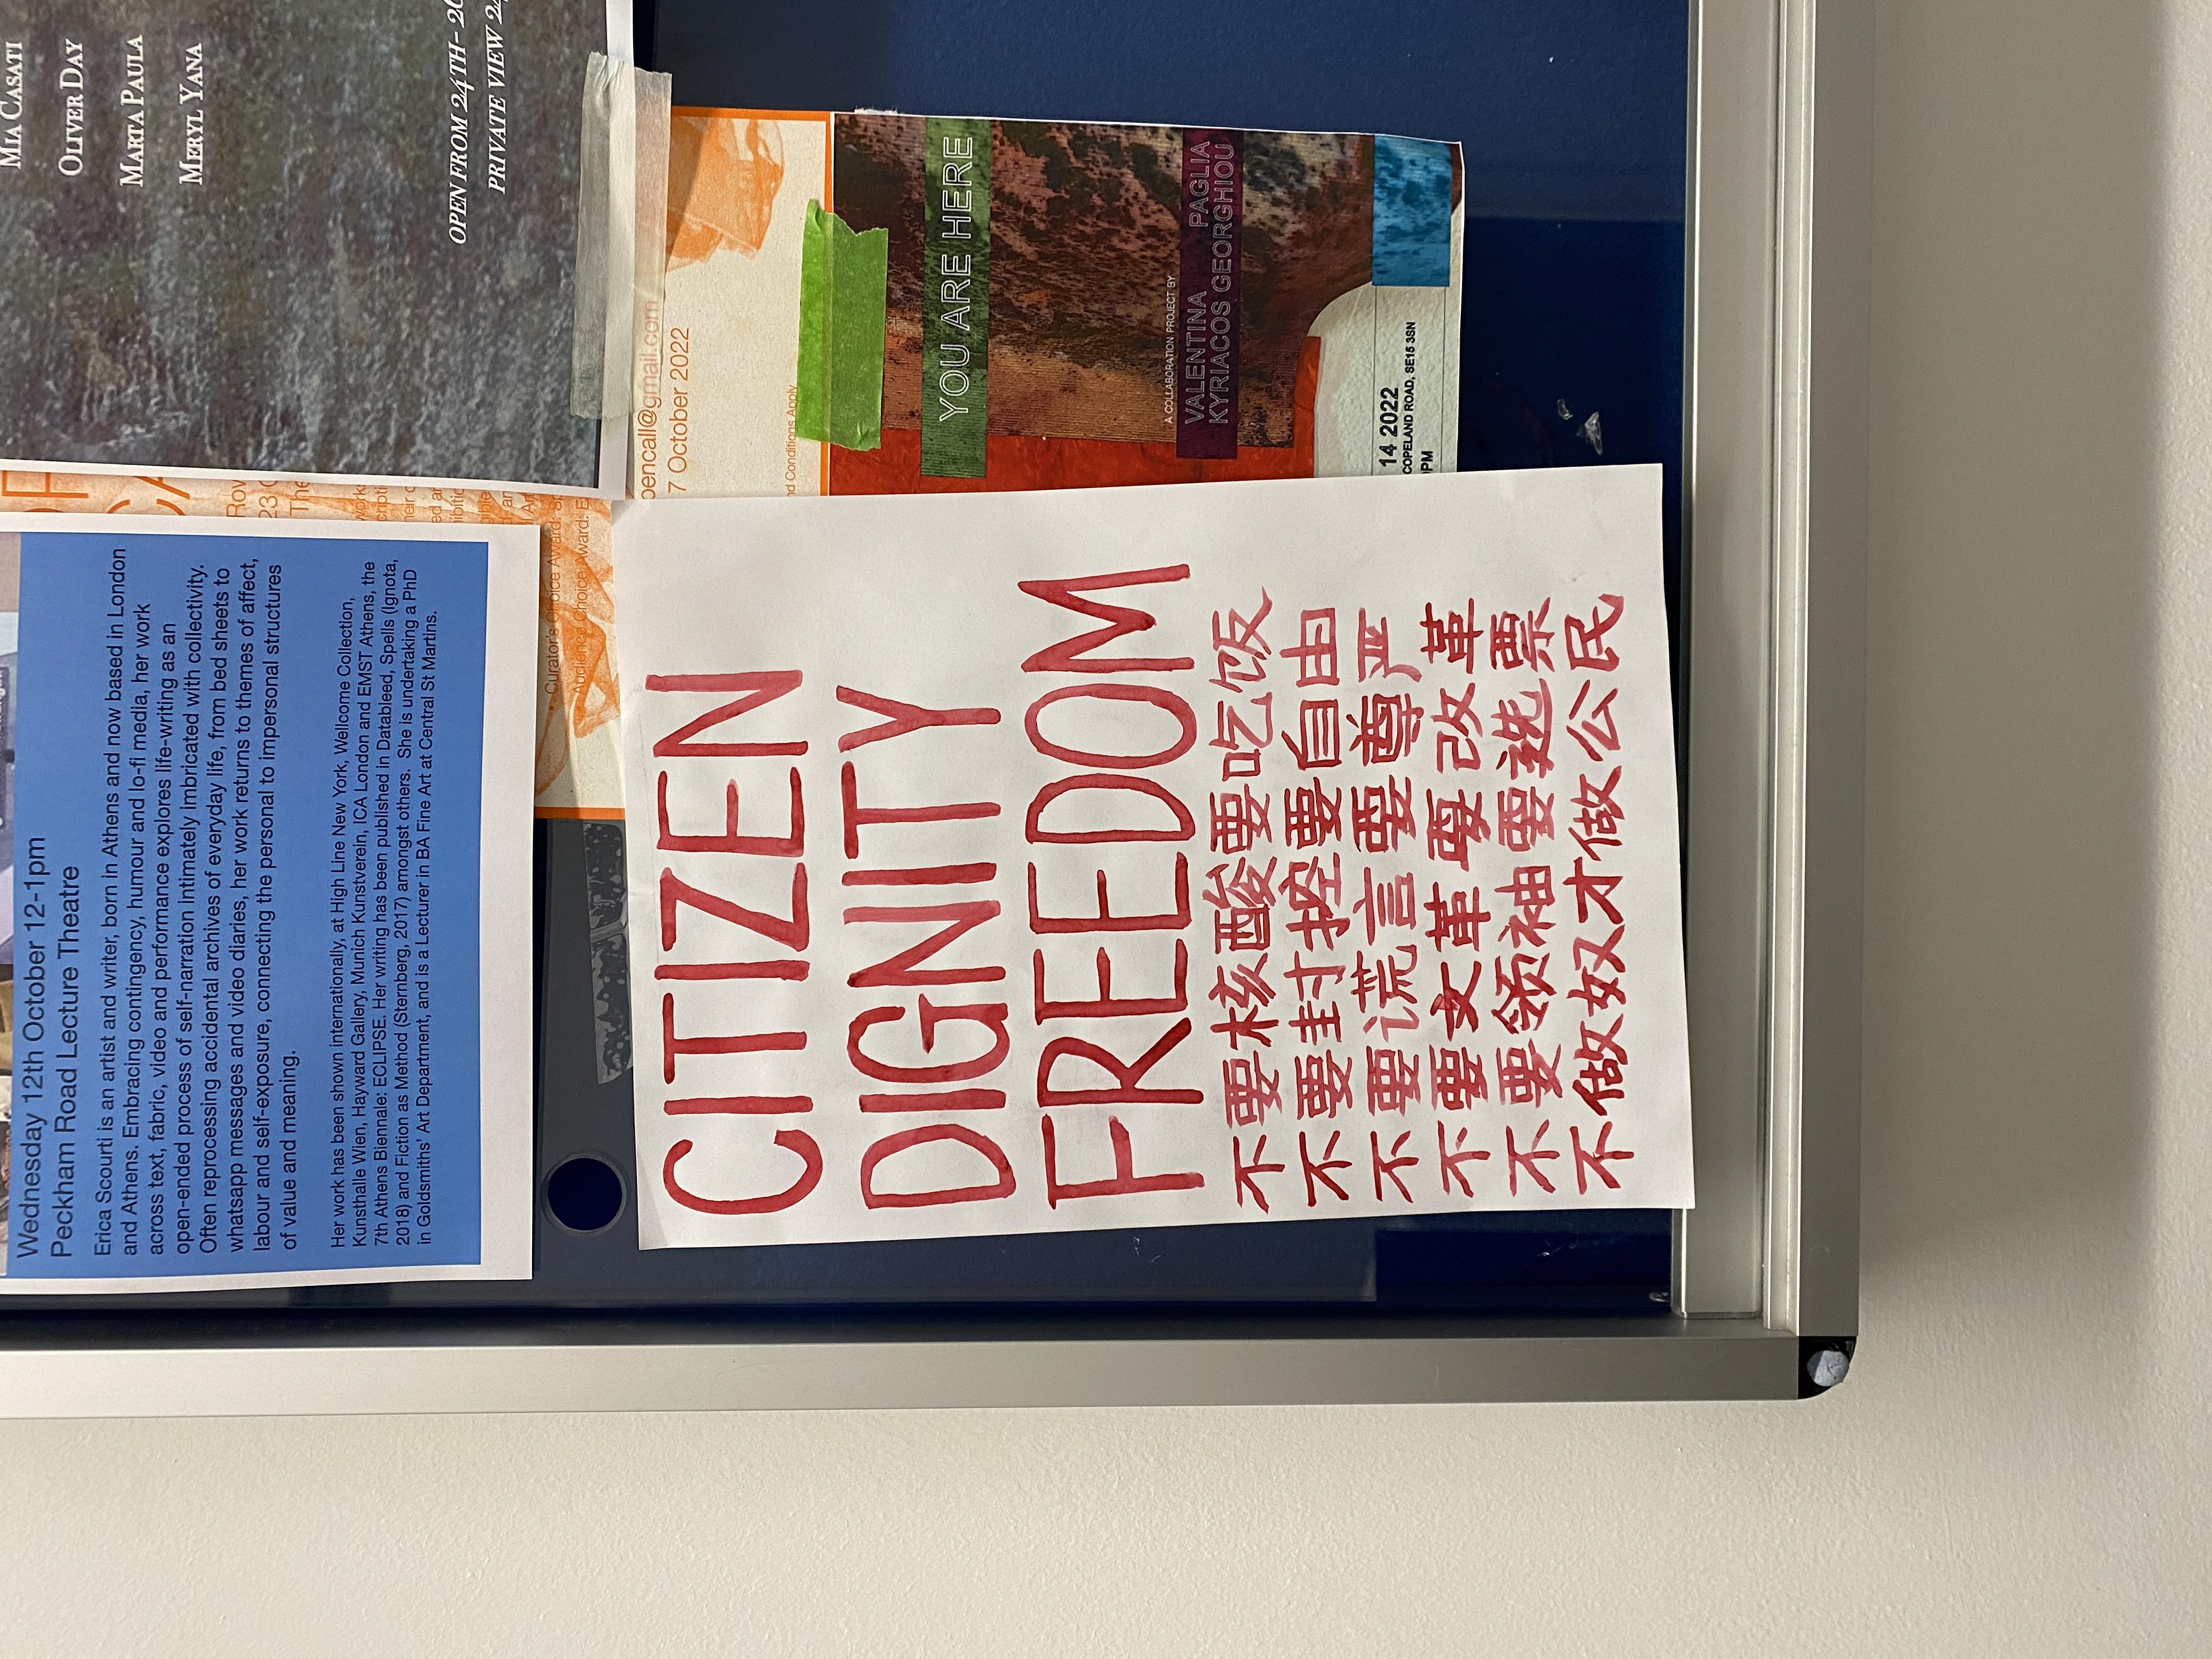 MIA CASATI
OLIVER DAY
MARTA PAULA
MERYL YANA
OPEN FROM 24TH - 
PRIVATE VIEW
pencall@gmail.com
7 October 2022
nd Conditions Apply
Curator's Choice Award:
Audience Choice Award:
YOU ARE HERE
A COLLABORATION PROJECT BY
VALENTINA PAGLIA
KYRIACOS GEORGHIOU
14 2022
COPELAND ROAD, SE15 3SN
PM
Wednesday 12th October 12-1pm
Peckham Road Lecture Theatre
Erica Scourti is an artist and writer, born in Athens and now based in London
and Athens. Embracing contingency, humour and lo-fi media, her work
across text, fabric, video and performance explores life-writing as an
open-ended process of self-narration intimately imbricated with collectivity.
Often reprocessing accidental archives of everyday life, from bed sheets to
whatsapp messages and video diaries, her work returns to themes of affect,
labour and self-exposure, connecting the personal to impersonal structures
of value and meaning.
Her work has been shown internationally, at High Line New York, Wellcome Collection,
Kunsthalle Wien, Hayward Gallery, Munich Kunstverein, ICA London and EMST Athens, the
7th Athens Biennale: ECLIPSE. Her writing has been published in Datableed, Spells (Ignota,
2018) and Fiction as Method (Sternberg, 2017) amongst others. She is undertaking a PhD
in Goldsmiths' Art Department, and is a Lecturer in BA Fine Art at Central St Martins.
CITIZEN
DIGNITY
FREEDOM
不要核酸要吃饭
不要封控要自由
不要谎言要尊严
不要文革要改革
不要领袖要选票
不做奴才做公民